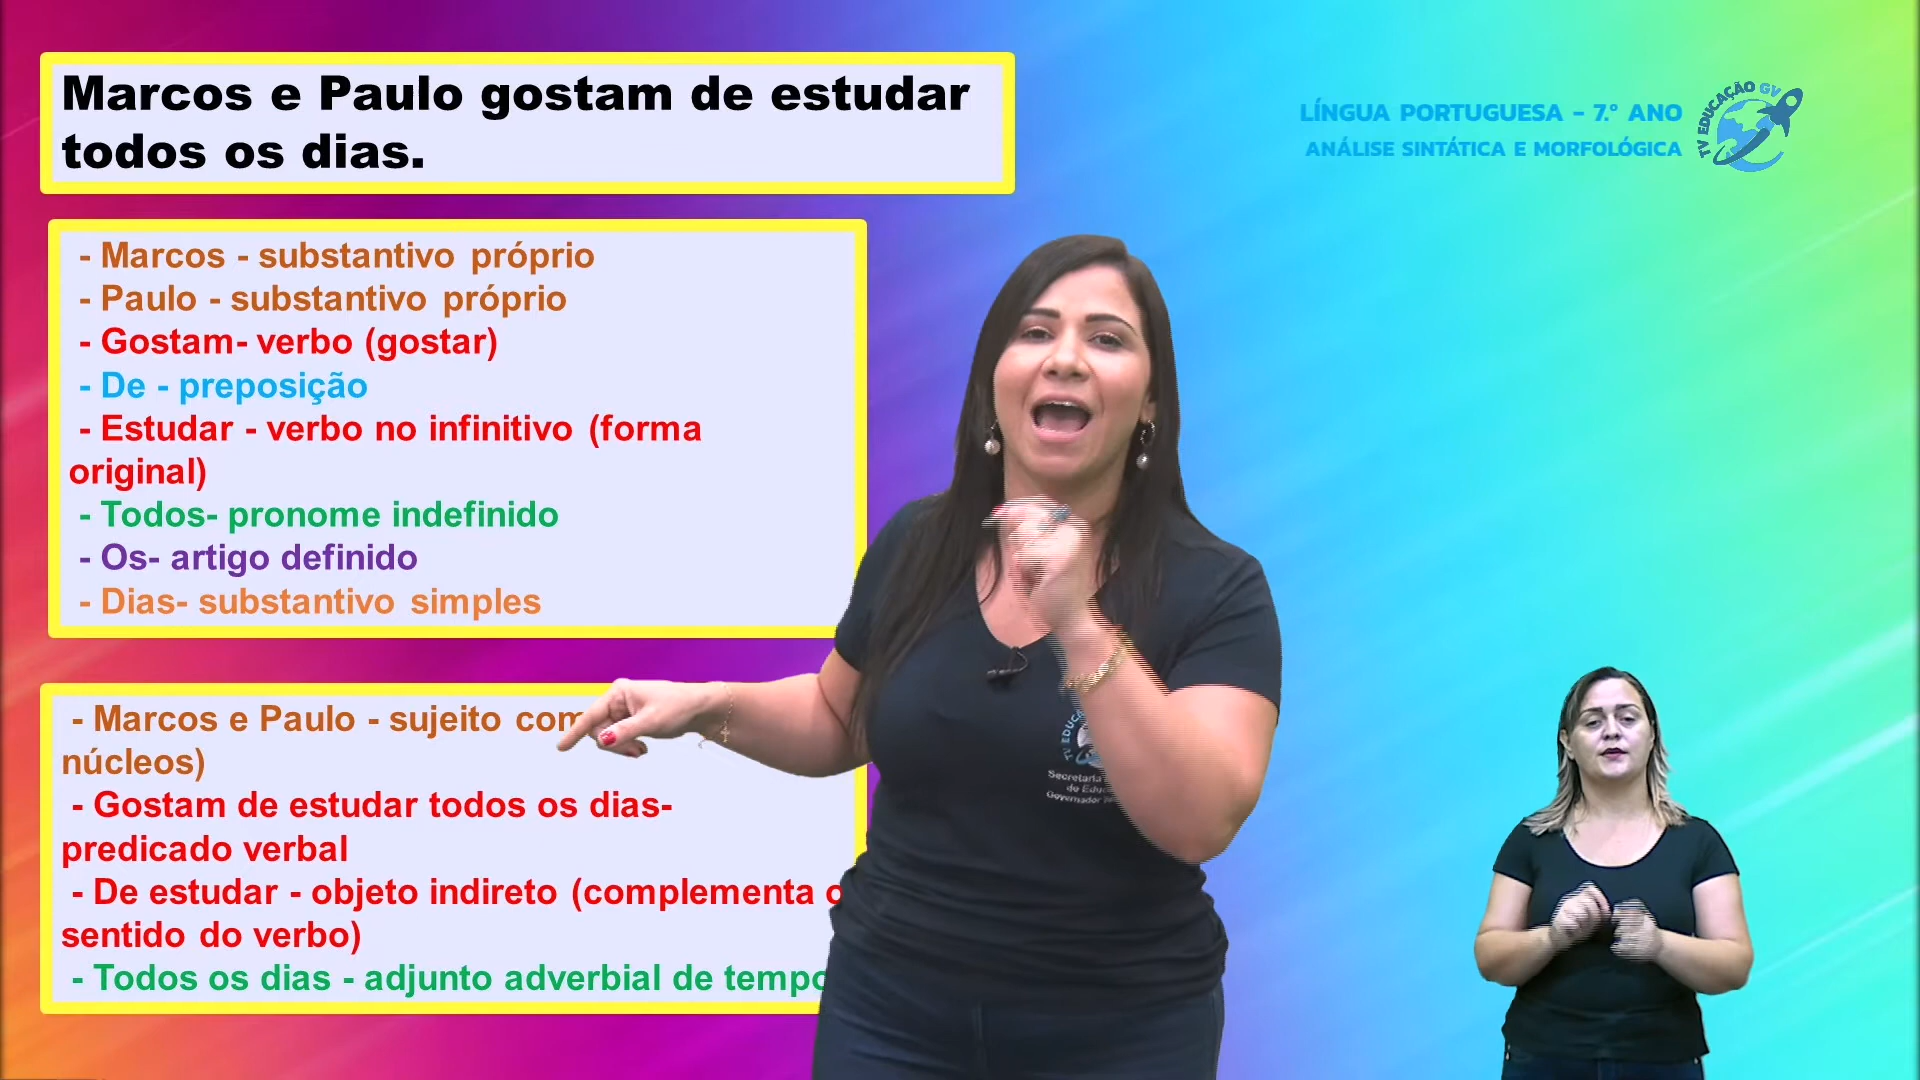 Marcos e Paulo gostam de estudar
todos os dias.
LÍNGUA PORTUGUESA - 7.º ANO
ANÁLISE SINTÁTICA E MORFOLÓGICA
TV EDUCAÇÃO GV
- Marcos - substantivo próprio
- Paulo - substantivo próprio
- Gostam- verbo (gostar)
- De - preposição
- Estudar - verbo no infinitivo (forma
original)
- Todos- pronome indefinido
- Os- artigo definido
- Dias- substantivo simples
- Marcos e Paulo - sujeito
núcleos)
- Gostam de estudar todos os dias-
predicado verbal
- De estudar - objeto indireto (complementa o
sentido do verbo)
- Todos os dias - adjunto adverbial de tempo
Secretaria